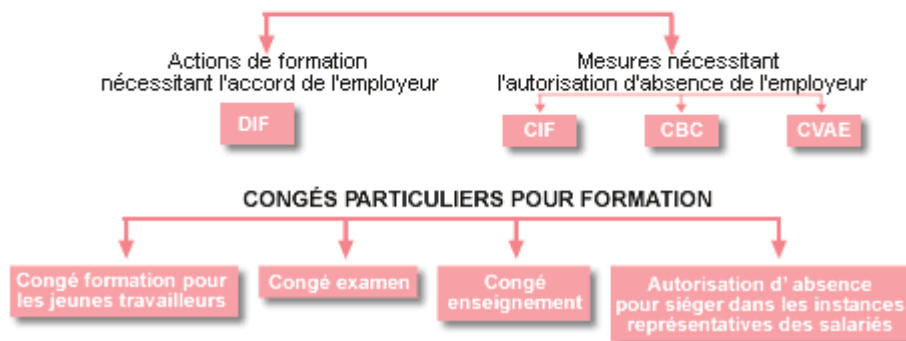 Actions de formation
nécessitant l'accord de l'employeur
DIF
Mesures nécessitant
l'autorisation d'absence de l'employeur
CIF
CBC
CVAE
CONGÉS PARTICULIERS POUR FORMATION
Congé formation pour
les jeunes travailleurs
Congé examen
Congé
enseignement
Autorisation d' absence
pour siéger dans les instances
représentatives des salariés